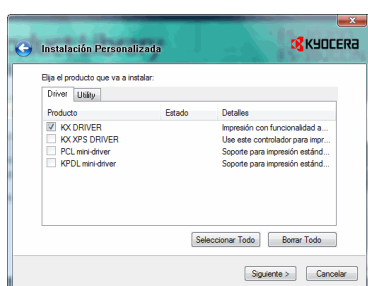 Instalación Personalizada
KYOCERA
Elija el producto que va a instalar:
Driver Utility
Producto Estado Detalles
KX DRIVER Impresión con funcionalidad a...
KX XPS DRIVER Use este controlador para impr...
PCL mini-driver Soporte para impresión estánd...
KPDL mini-driver Soporte para impresión estánd...
Seleccionar Todo Borrar Todo
Siguiente > Cancelar